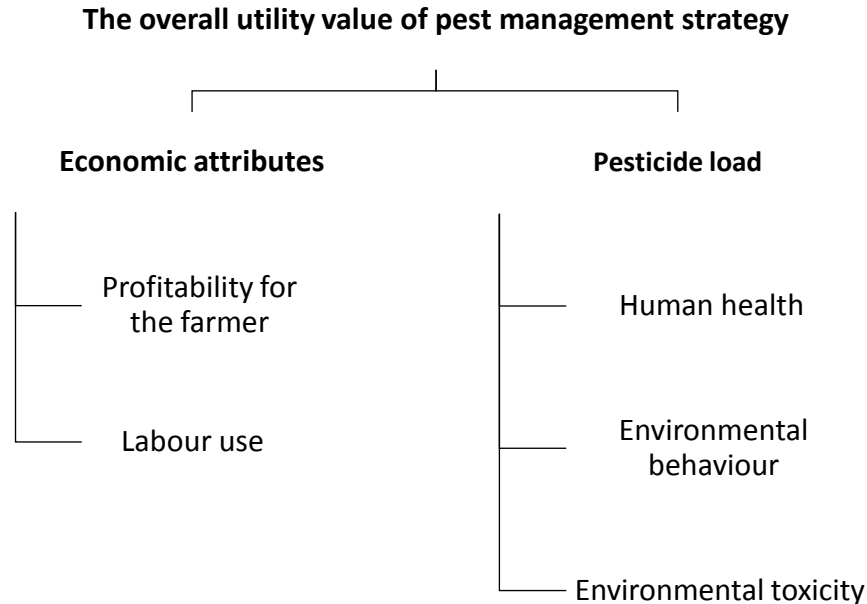 The overall utility value of pest management strategy
Economic attributes
Profitability for
the farmer
Labour use
Pesticide load
Human health
Environmental
behaviour
Environmental toxicity